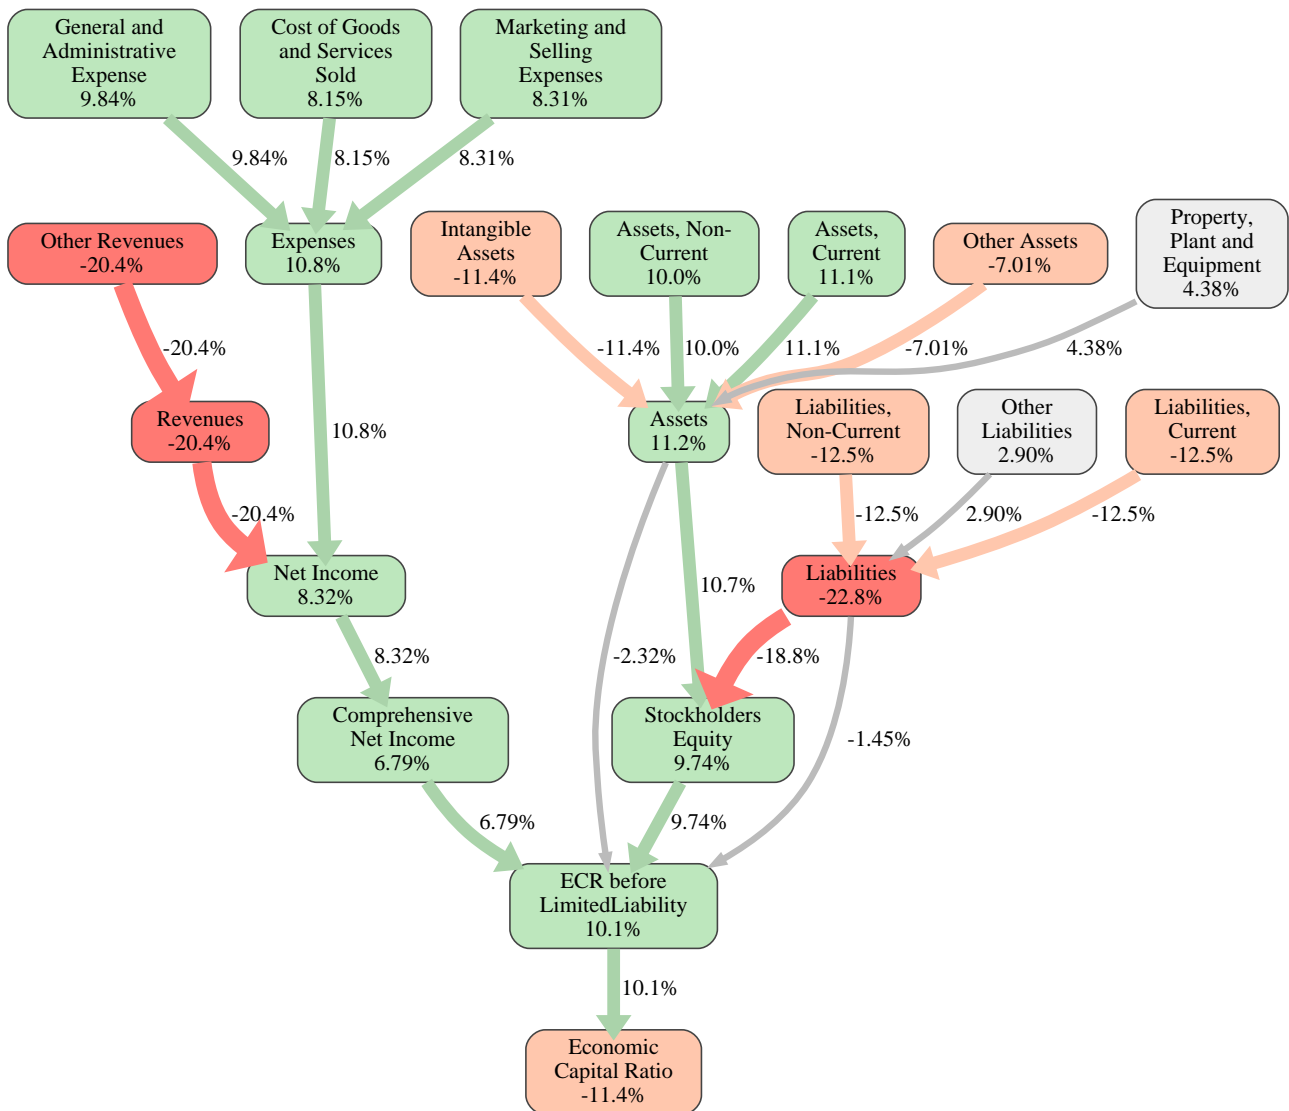 General and
Administrative
Expense
9.84%
Cost of Goods
and Services
Sold
8.15%
Marketing and
Selling
Expenses
8.31%
9.84%
8.15%
8.31%
Other Revenues
-20.4%
Expenses
10.8%
Intangible
Assets
-11.4%
Assets, Non-
Current
10.0%
Assets,
Current
11.1%
Other Assets
-7.01%
Property,
Plant and
Equipment
4.38%
-20.4%
-11.4%
10.0%
11.1%
-7.01%
4.38%
Revenues
-20.4%
10.8%
Assets
11.2%
Liabilities,
Non-Current
-12.5%
Other
Liabilities
2.90%
Liabilities,
Current
-12.5%
-20.4%
-12.5%
2.90%
-12.5%
Net Income
8.32%
10.7%
Liabilities
-22.8%
8.32%
-2.32%
-18.8%
Comprehensive
Net Income
6.79%
Stockholders
Equity
9.74%
-1.45%
6.79%
9.74%
ECR before
LimitedLiability
10.1%
10.1%
Economic
Capital Ratio
-11.4%